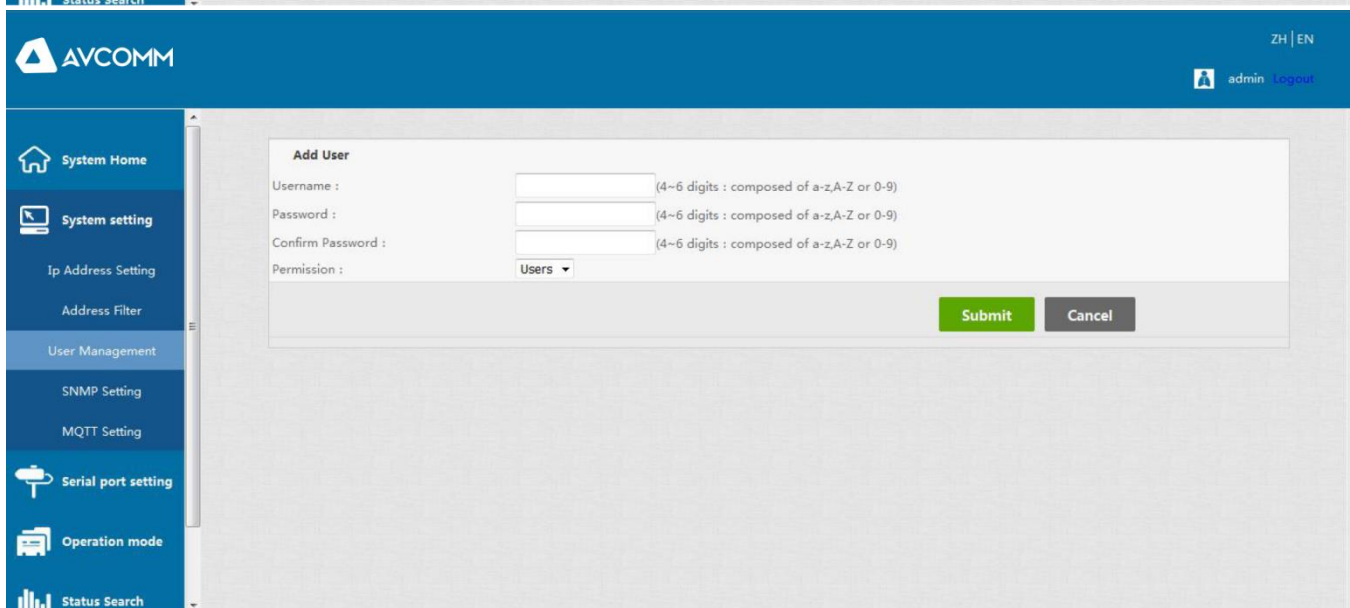 Status Search
AVCOMM
ZH | EN
admin Logout
System Home
System setting
Ip Address Setting
Address Filter
User Management
SNMP Setting
MQTT Setting
Serial port setting
Operation mode
Status Search
Add User
Username : (4~6 digits : composed of a-z,A-Z or 0-9)
Password : (4~6 digits : composed of a-z,A-Z or 0-9)
Confirm Password : (4~6 digits : composed of a-z,A-Z or 0-9)
Permission : Users
Submit Cancel